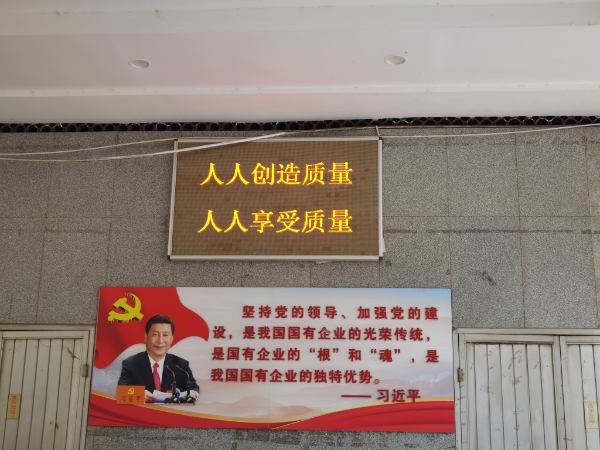 人人创造质量
人人享受质量
坚持党的领导、加强党的建
设，是我国国有企业的光荣传统，
是国有企业的“根”和“魂”，是
我国国有企业的独特优势。
——习近平
习近平